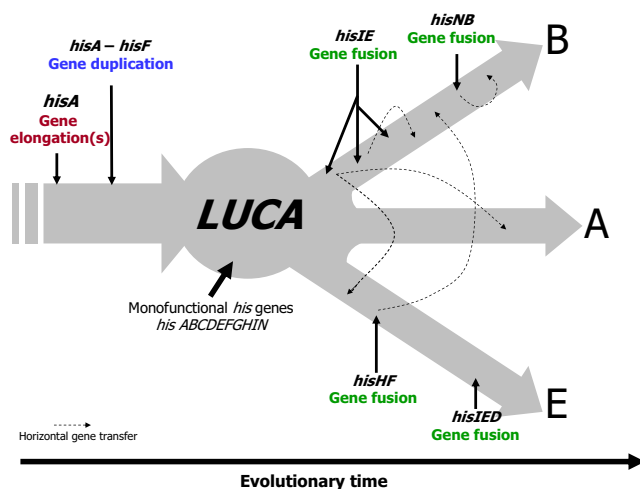 hisA – hisF
Gene duplication
hisA
Gene
elongation(s)
hisIE
Gene fusion
hisNB
Gene fusion
B
LUCA
A
Monofunctional his genes
his ABCDEFGHIN
hisHF
Gene fusion
hisIED
Gene fusion
E
Horizontal gene transfer
Evolutionary time